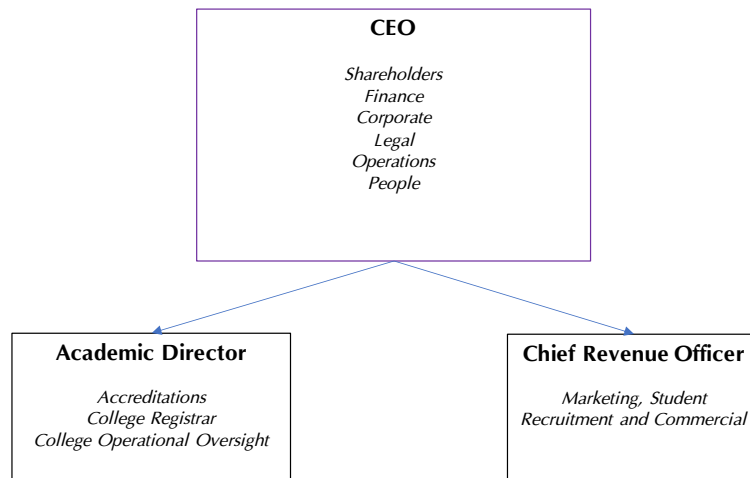 CEO
Shareholders
Finance
Corporate
Legal
Operations
People
Academic Director
Accreditations
College Registrar
College Operational Oversight
Chief Revenue Officer
Marketing, Student
Recruitment and Commercial